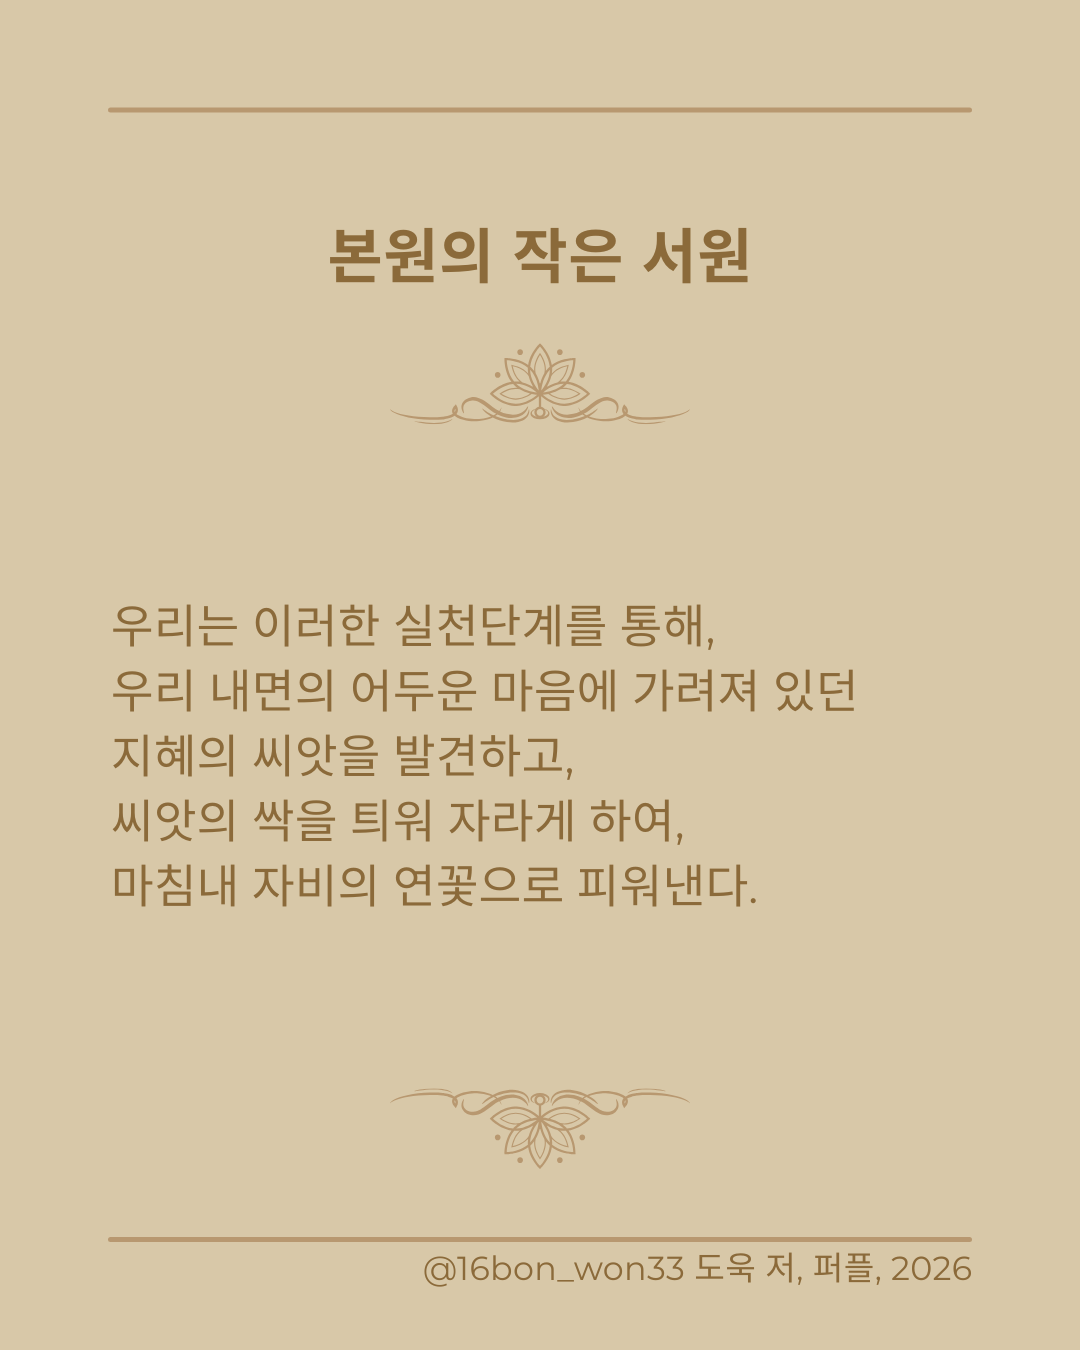 본원의 작은 서원
우리는 이러한 실천단계를 통해,
우리 내면의 어두운 마음에 가려져 있던
지혜의 씨앗을 발견하고,
씨앗의 싹을 틔워 자라게 하여,
마침내 자비의 연꽃으로 피워낸다.
@16bon_won33 도욱 저, 퍼플, 2026